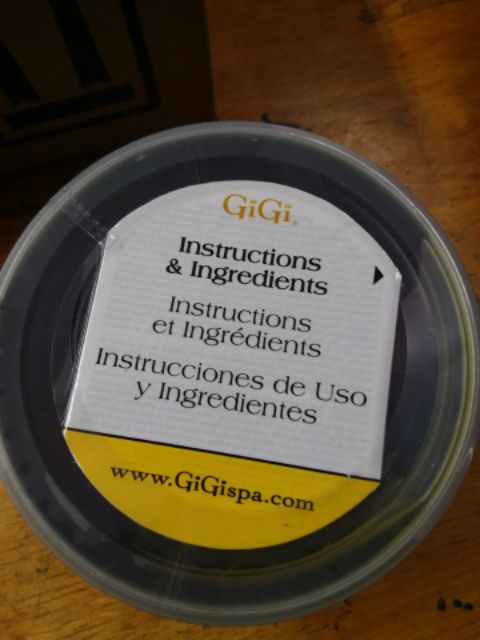 GiGi®
Instructions
& Ingredients
Instructions
et Ingrédients
Instrucciones de Uso
y Ingredientes
www.GiGispa.com